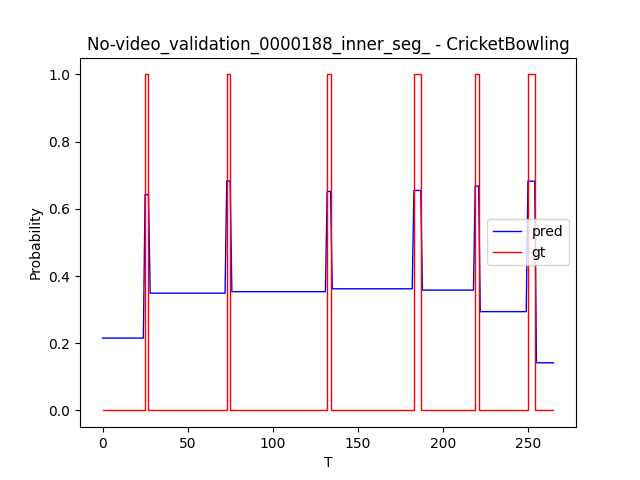 No-video_validation_0000188_inner_seg_ - CricketBowling
1.0
0.8
0.6
0.4
0.2
0.0
Probability
pred
gt
0 50 100 150 200 250
T